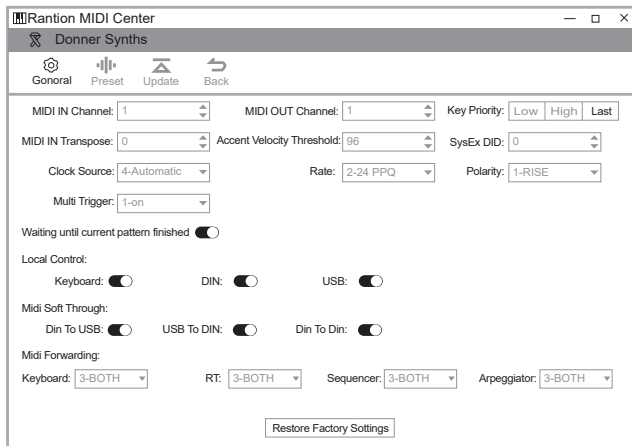 Rantion MIDI Center
Donner Synths
Gonoral Preset Update Back
MIDI IN Channel: 1 MIDI OUT Channel: 1 Key Priority: Low High Last
MIDI IN Transpose: 0 Accent Velocity Threshold: 96 SysEx DID: 0
Clock Source: 4-Automatic Rate: 2-24 PPQ Polarity: 1-RISE
Multi Trigger: 1-on
Waiting until current pattern finished
Local Control:
Keyboard: DIN: USB:
Midi Soft Through:
Din To USB: USB To DIN: Din To Din:
Midi Forwarding:
Keyboard: 3-BOTH RT: 3-BOTH Sequencer: 3-BOTH Arpeggiator: 3-BOTH
Restore Factory Settings